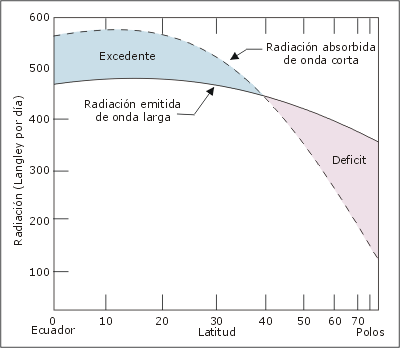 600
500
400
300
200
100
Radiación (Langley por día)
Excedente
Radiación absorbida
de onda corta
Radiación emitida
de onda larga
Deficit
0 10 20 30 40 50 60 70
Ecuador Latitud Polos